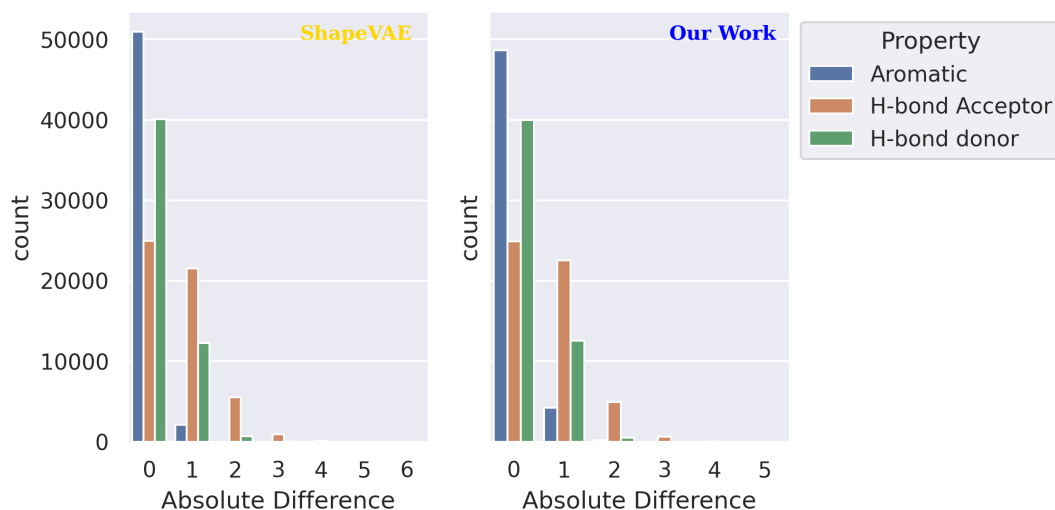 ShapeVAE
50000
40000
30000
20000
10000
0
count
0 1 2 3 4 5 6
Absolute Difference
Our Work
count
0 1 2 3 4 5
Absolute Difference
Property
Aromatic
H-bond Acceptor
H-bond donor